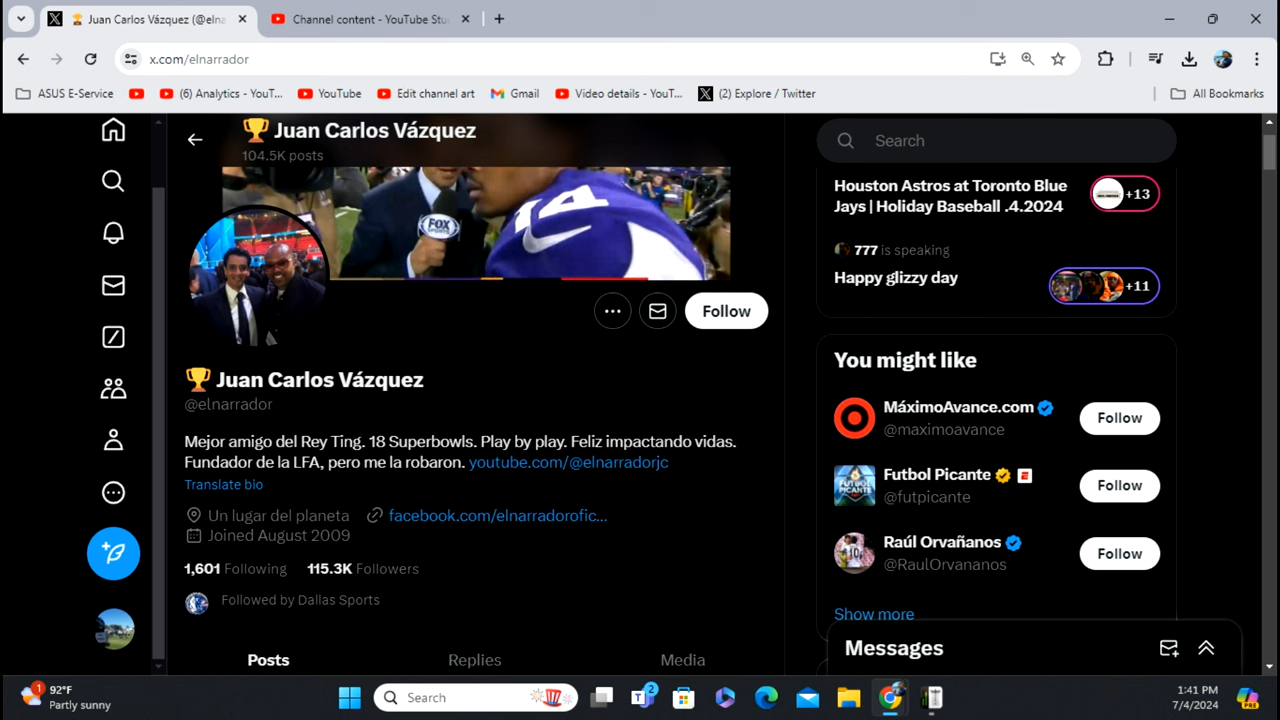 Juan Carlos Vázquez (@elna
Channel content - YouTube Stu
x.com/elnarrador
ASUS E-Service
(6) Analytics - YouT...
YouTube
Edit channel art
Gmail
Video details - YouT...
(2) Explore / Twitter
All Bookmarks
Juan Carlos Vázquez
104.5K posts
FOX
SPORTS
14
Follow
Juan Carlos Vázquez
@elnarrador
Mejor amigo del Rey Ting. 18 Superbowls. Play by play. Feliz impactando vidas.
Fundador de la LFA, pero me la robaron. youtube.com/@elnarradorjc
Translate bio
Un lugar del planeta facebook.com/elnarradorofic...
Joined August 2009
1,601 Following 115.3K Followers
Followed by Dallas Sports
Posts Replies Media
Search
Houston Astros at Toronto Blue
Jays | Holiday Baseball .4.2024
+13
777 is speaking
Happy glizzy day
+11
You might like
MáximoAvance.com
@maximoavance
Follow
Futbol Picante
@futpicante
Follow
Raúl Orvañanos
@RaulOrvananos
Follow
Show more
Messages
1
92°F
Partly sunny
Search
2
PRE
1:41 PM
7/4/2024